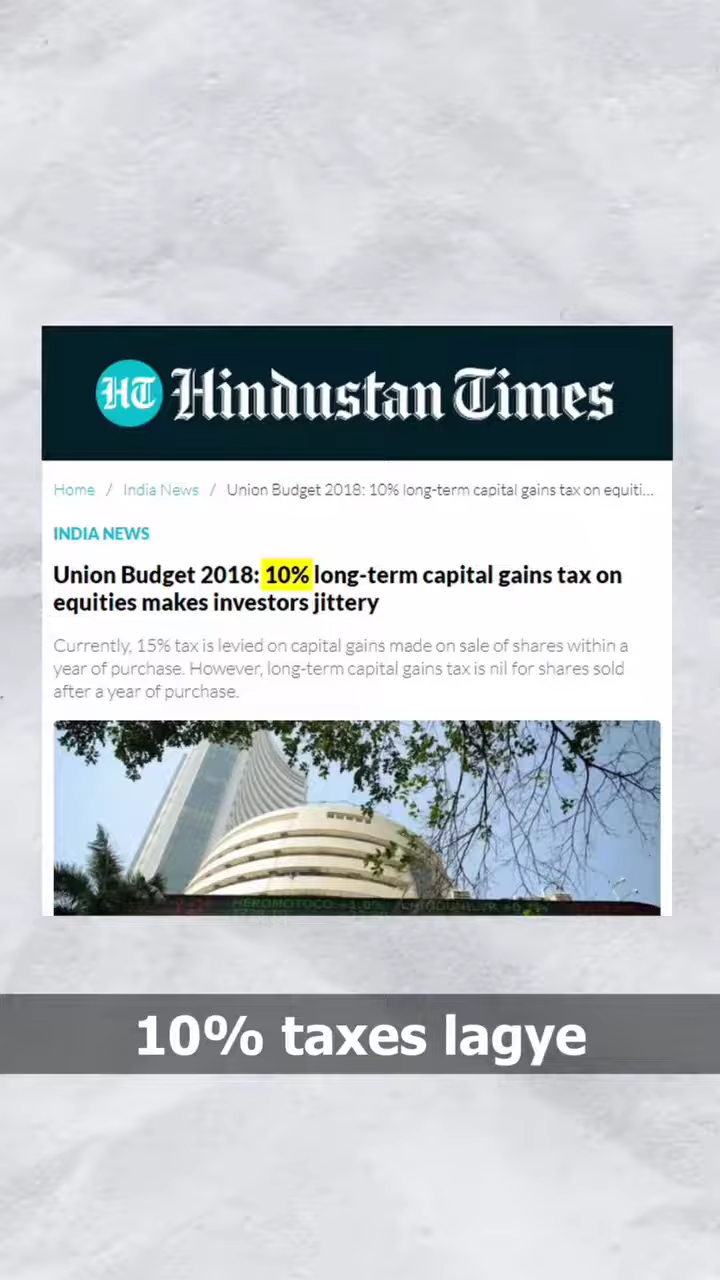 HT Hindustan Times
Home / India News / Union Budget 2018: 10% long-term capital gains tax on equiti...
INDIA NEWS
Union Budget 2018: 10% long-term capital gains tax on
equities makes investors jittery
Currently, 15% tax is levied on capital gains made on sale of shares within a
year of purchase. However, long-term capital gains tax is nil for shares sold
after a year of purchase.
HEROMOTOCO
10% taxes lagye